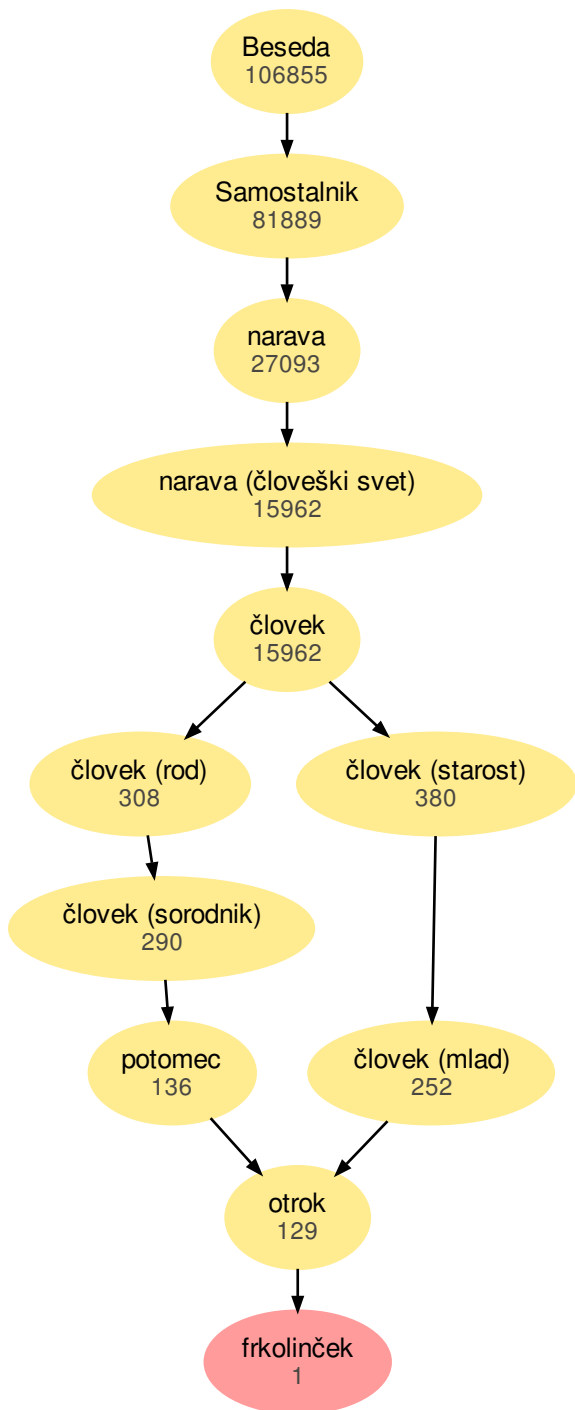 Beseda
106855
Samostalnik
81889
narava
27093
narava (človeški svet)
15962
človek
15962
človek (rod)
308
človek (starost)
380
človek (sorodnik)
290
potomec
136
človek (mlad)
252
otrok
129
frkolinček
1